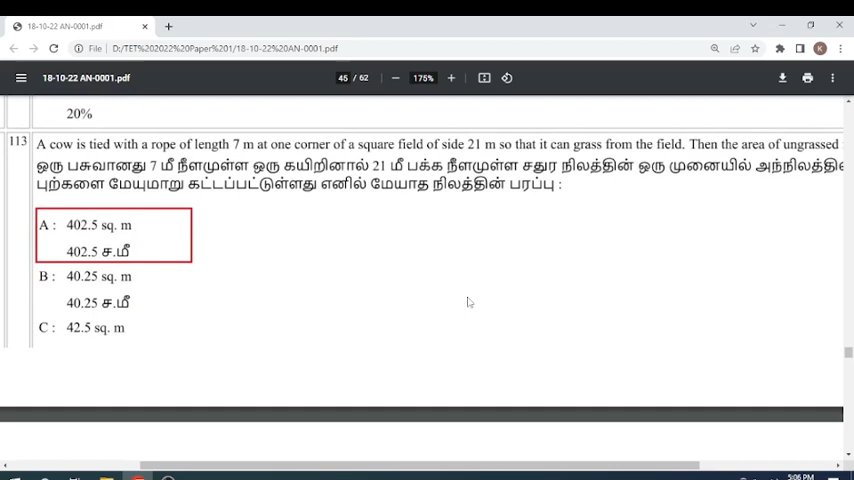 18-10-22 AN-0001.pdf
File D:/TET%202022%20Paper%201/18-10-22%20AN-0001.pdf
K
18-10-22 AN-0001.pdf
45 / 62
175%
20%
113 A cow is tied with a rope of length 7 m at one corner of a square field of side 21 m so that it can grass from the field. Then the area of ungrassed
ஒரு பசுவானது 7 மீ நீளமுள்ள ஒரு கயிறினால் 21 மீ பக்க நீளமுள்ள சதுர நிலத்தின் ஒரு முனையில்
புற்களை மேயுமாறு கட்டப்பட்டுள்ளது எனில் மேயாத நிலத்தின் பரப்பு :
A : 402.5 sq. m
402.5 ச.மீ
B : 40.25 sq. m
40.25 ச.மீ
C : 42.5 sq. m
5:06 PM